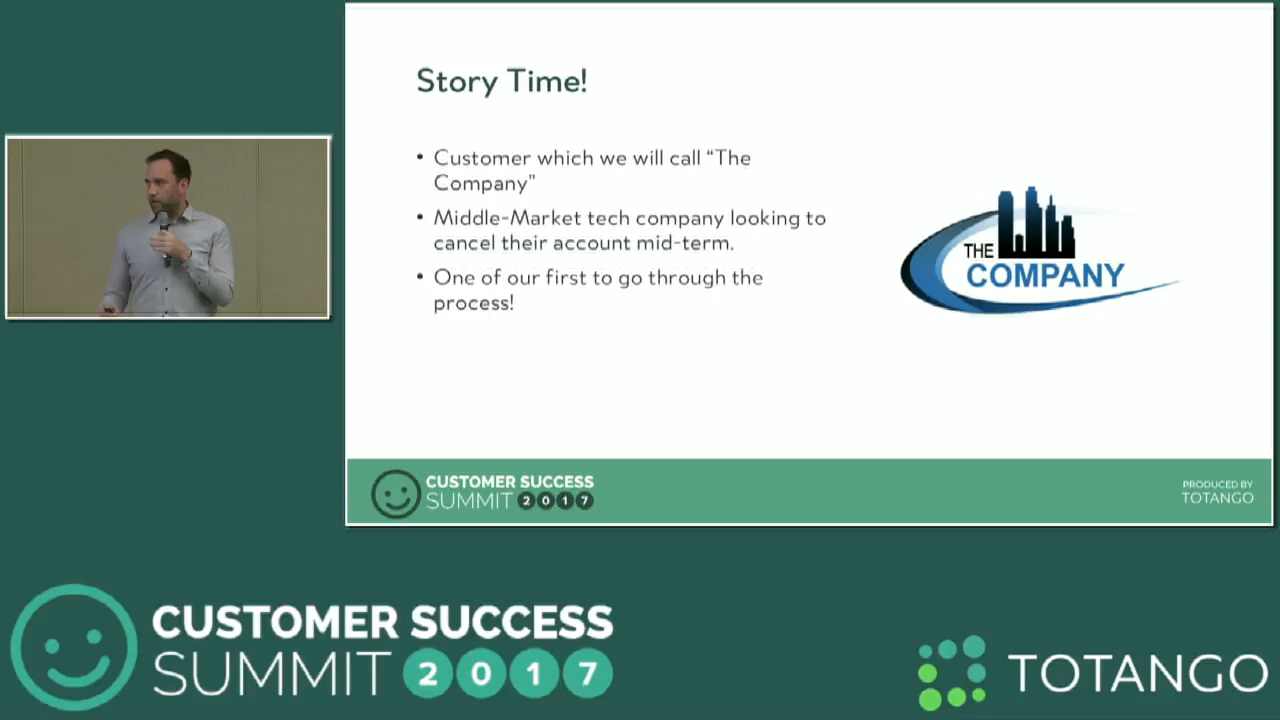 Story Time!
• Customer which we will call “The
Company”
• Middle-Market tech company looking to
cancel their account mid-term.
• One of our first to go through the
process!
THE
COMPANY
CUSTOMER SUCCESS
SUMMIT 2017
PRODUCED BY
TOTANGO
CUSTOMER SUCCESS
SUMMIT 2017
TOTANGO